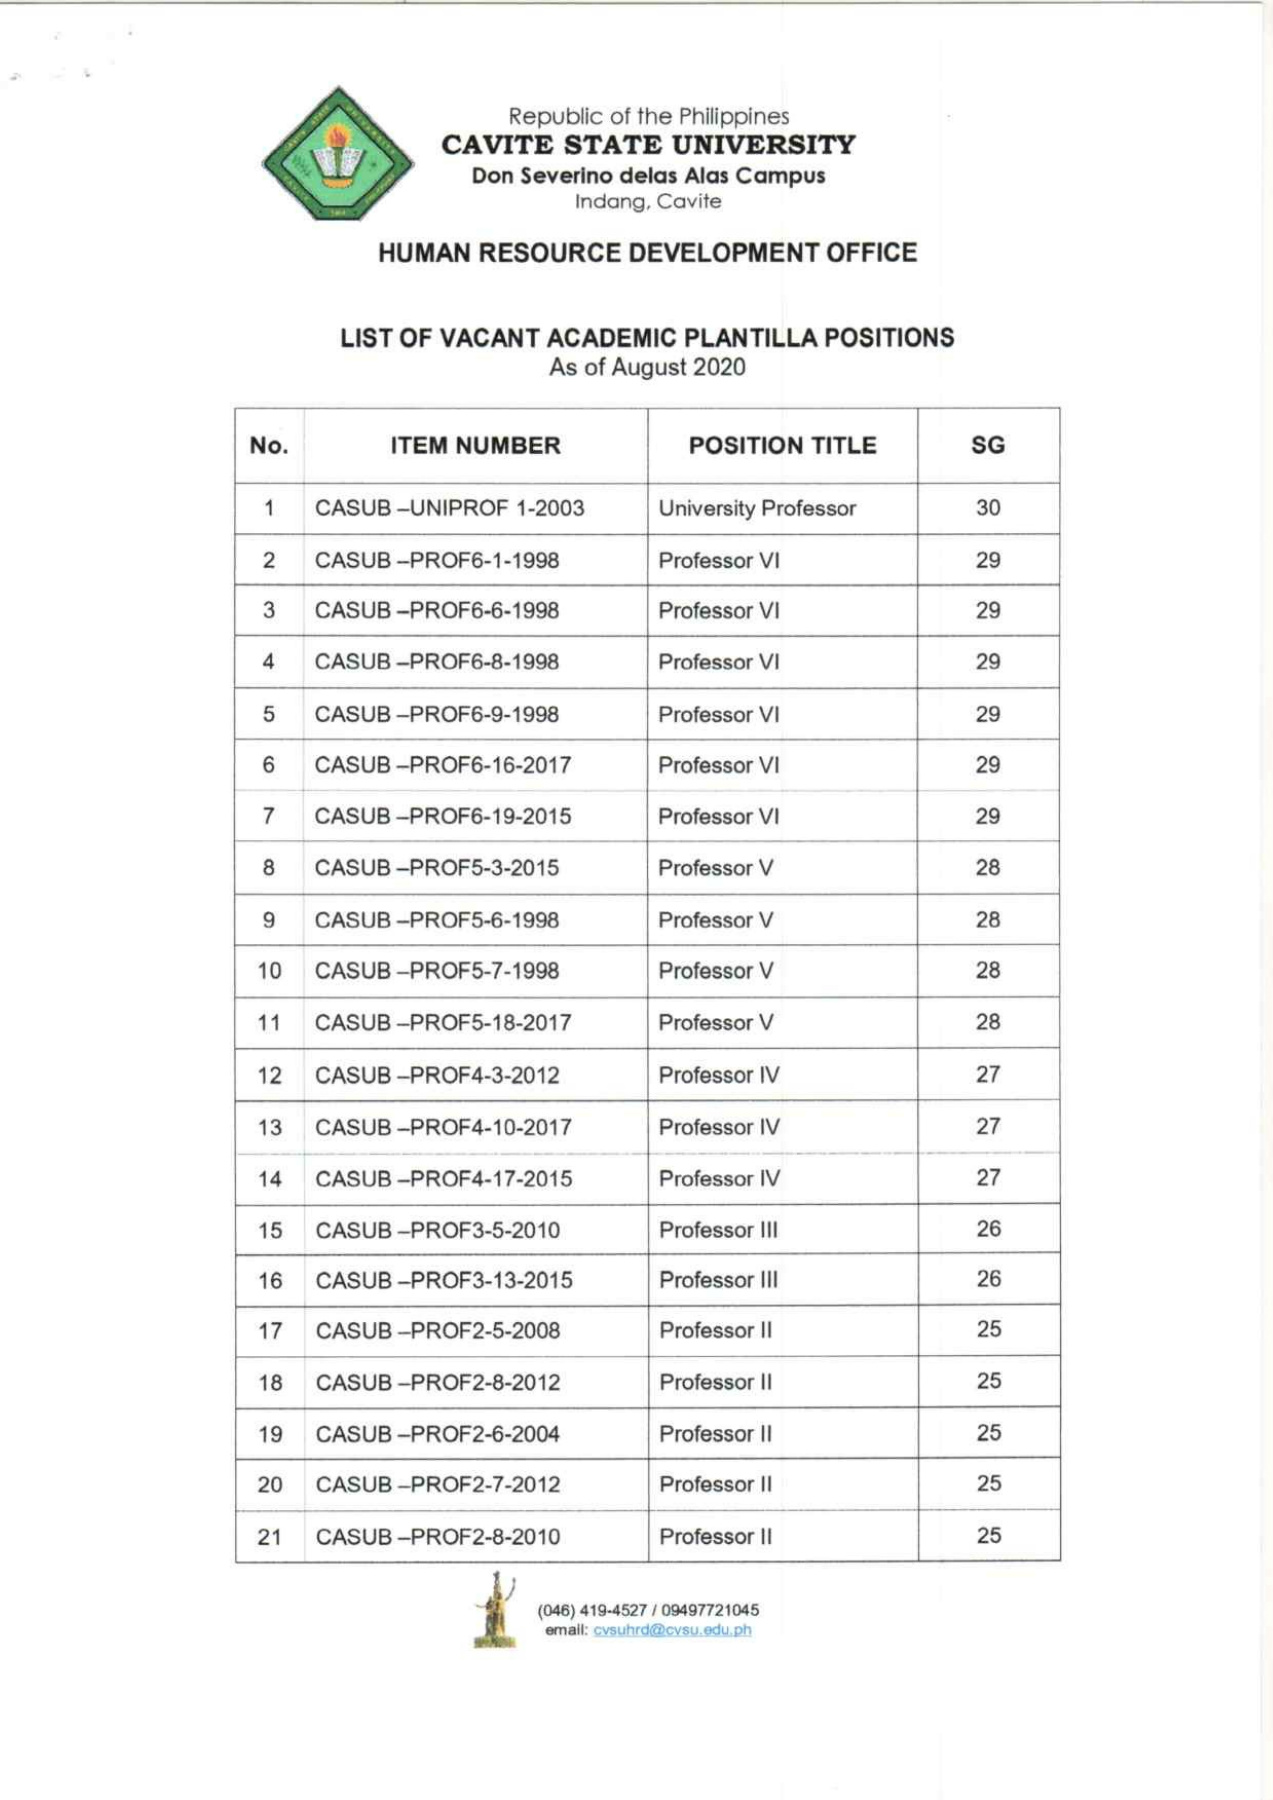 Republic of the Philippines
CAVITE STATE UNIVERSITY
Don Severino delas Alas Campus
Indang, Cavite
HUMAN RESOURCE DEVELOPMENT OFFICE
LIST OF VACANT ACADEMIC PLANTILLA POSITIONS
As of August 2020
No. ITEM NUMBER POSITION TITLE SG
1 CASUB –UNIPROF 1-2003 University Professor 30
2 CASUB –PROF6-1-1998 Professor VI 29
3 CASUB –PROF6-6-1998 Professor VI 29
4 CASUB –PROF6-8-1998 Professor VI 29
5 CASUB –PROF6-9-1998 Professor VI 29
6 CASUB –PROF6-16-2017 Professor VI 29
7 CASUB –PROF6-19-2015 Professor VI 29
8 CASUB –PROF5-3-2015 Professor V 28
9 CASUB –PROF5-6-1998 Professor V 28
10 CASUB –PROF5-7-1998 Professor V 28
11 CASUB –PROF5-18-2017 Professor V 28
12 CASUB –PROF4-3-2012 Professor IV 27
13 CASUB –PROF4-10-2017 Professor IV 27
14 CASUB –PROF4-17-2015 Professor IV 27
15 CASUB –PROF3-5-2010 Professor III 26
16 CASUB –PROF3-13-2015 Professor III 26
17 CASUB –PROF2-5-2008 Professor II 25
18 CASUB –PROF2-8-2012 Professor II 25
19 CASUB –PROF2-6-2004 Professor II 25
20 CASUB –PROF2-7-2012 Professor II 25
21 CASUB –PROF2-8-2010 Professor II 25
(046) 419-4527 / 09497721045
email: cvsuhrd@cvsu.edu.ph